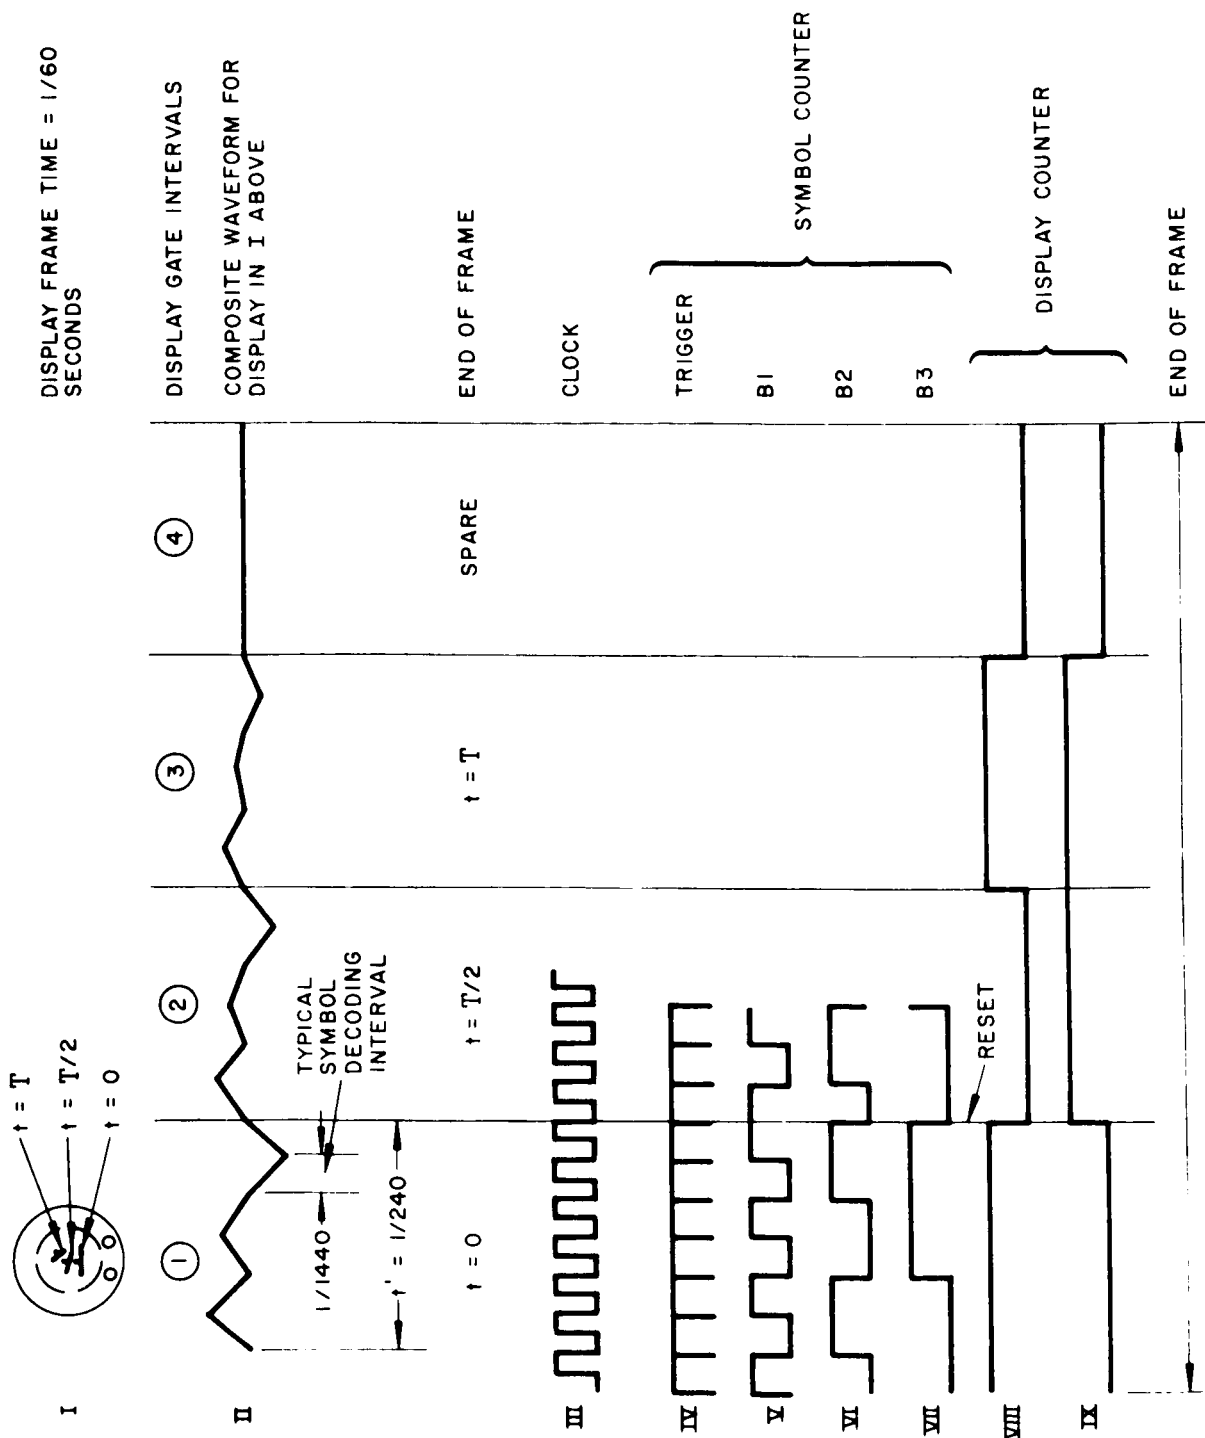 I
t = T
t = T/2
t = 0
DISPLAY FRAME TIME = 1/60
SECONDS
1
2
3
4
DISPLAY GATE INTERVALS
II
COMPOSITE WAVEFORM FOR
DISPLAY IN I ABOVE
1/1440
TYPICAL
SYMBOL
DECODING
INTERVAL
t' = 1/240
t = 0
t = T/2
t = T
SPARE
END OF FRAME
III
CLOCK
IV
TRIGGER
V
B1
VI
B2
VII
B3
SYMBOL COUNTER
RESET
VIII
IX
DISPLAY COUNTER
END OF FRAME